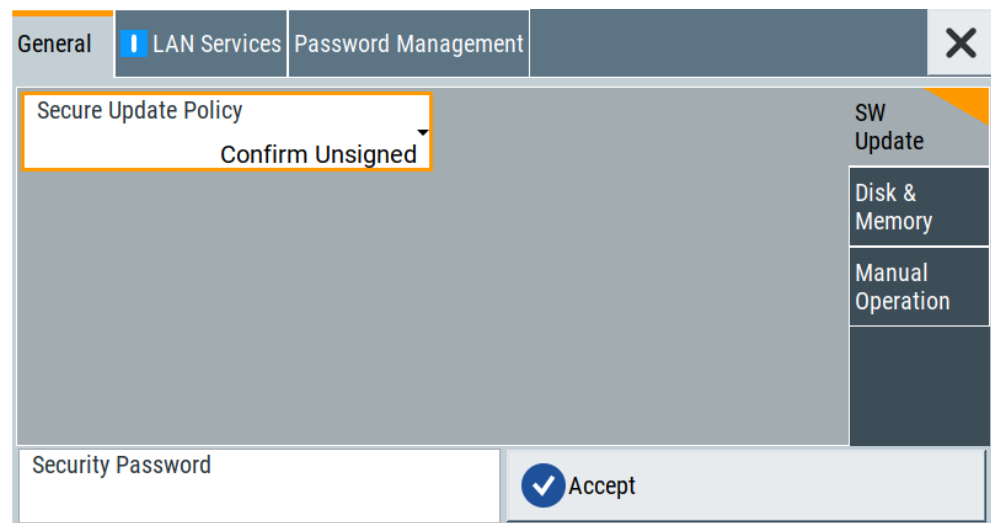 General
LAN Services
Password Management
Secure Update Policy
Confirm Unsigned
SW
Update
Disk &
Memory
Manual
Operation
Security Password
Accept